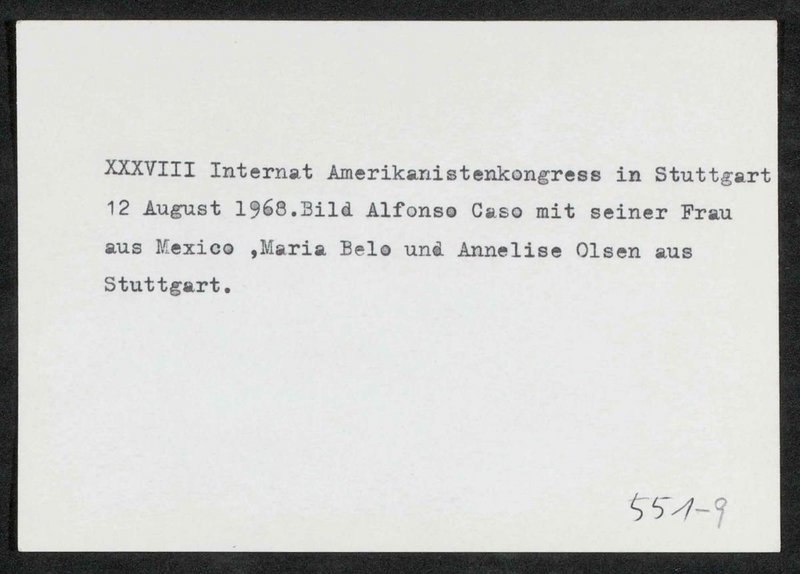 XXXVIII Internat Amerikanistenkongress in Stuttgart
12 August 1968.Bild Alfonso Caso mit seiner Frau
aus Mexico ,Maria Belo und Annelise Olsen aus
Stuttgart.
551-9